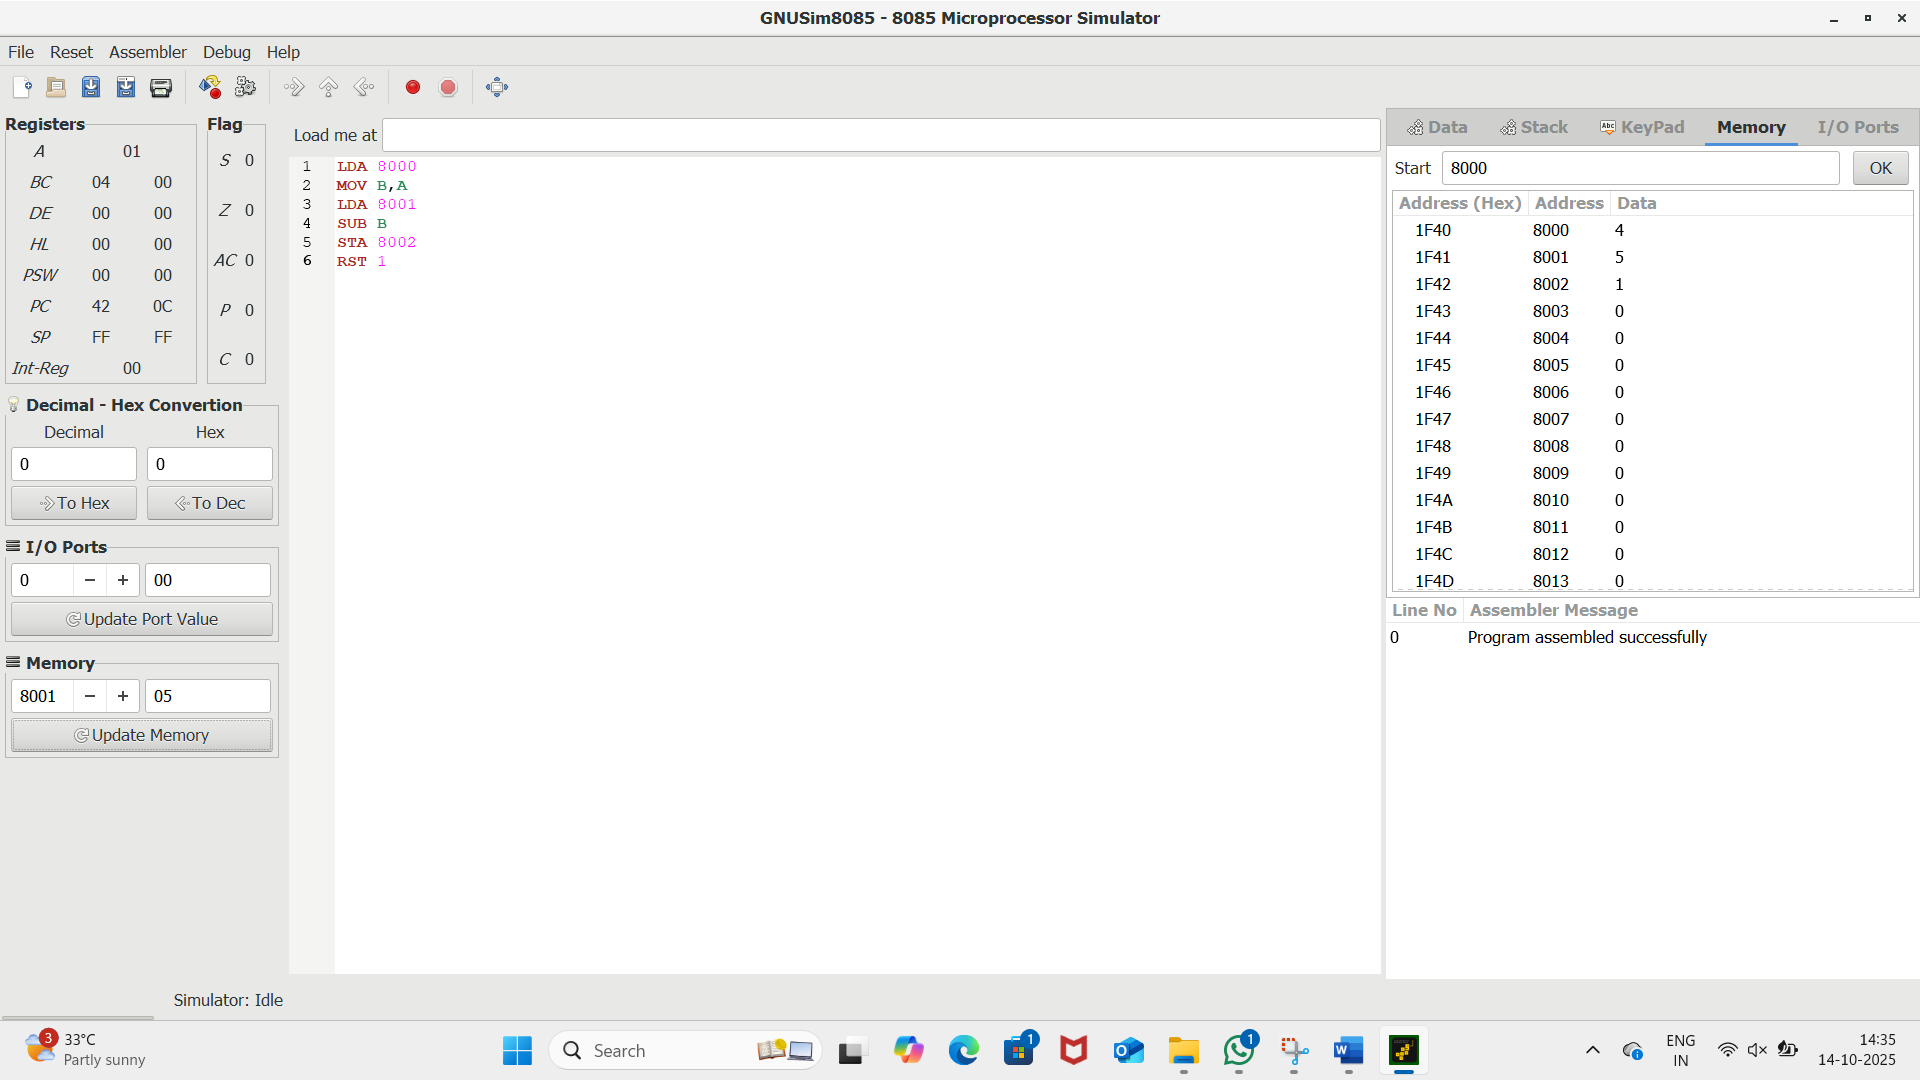 GNUSim8085 - 8085 Microprocessor Simulator
File Reset Assembler Debug Help
Registers
A 01
BC 04 00
DE 00 00
HL 00 00
PSW 00 00
PC 42 0C
SP FF FF
Int-Reg 00
Flag
S 0
Z 0
AC 0
P 0
C 0
Decimal - Hex Convertion
Decimal Hex
0 0
To Hex To Dec
I/O Ports
0 − + 00
Update Port Value
Memory
8001 − + 05
Update Memory
Load me at
1 LDA 8000
2 MOV B,A
3 LDA 8001
4 SUB B
5 STA 8002
6 RST 1
Data Stack Abc KeyPad Memory I/O Ports
Start 8000 OK
Address (Hex) Address Data
1F40 8000 4
1F41 8001 5
1F42 8002 1
1F43 8003 0
1F44 8004 0
1F45 8005 0
1F46 8006 0
1F47 8007 0
1F48 8008 0
1F49 8009 0
1F4A 8010 0
1F4B 8011 0
1F4C 8012 0
1F4D 8013 0
Line No Assembler Message
0 Program assembled successfully
Simulator: Idle
3 33°C
Partly sunny
Search
1
1
W
ENG
IN
14:35
14-10-2025